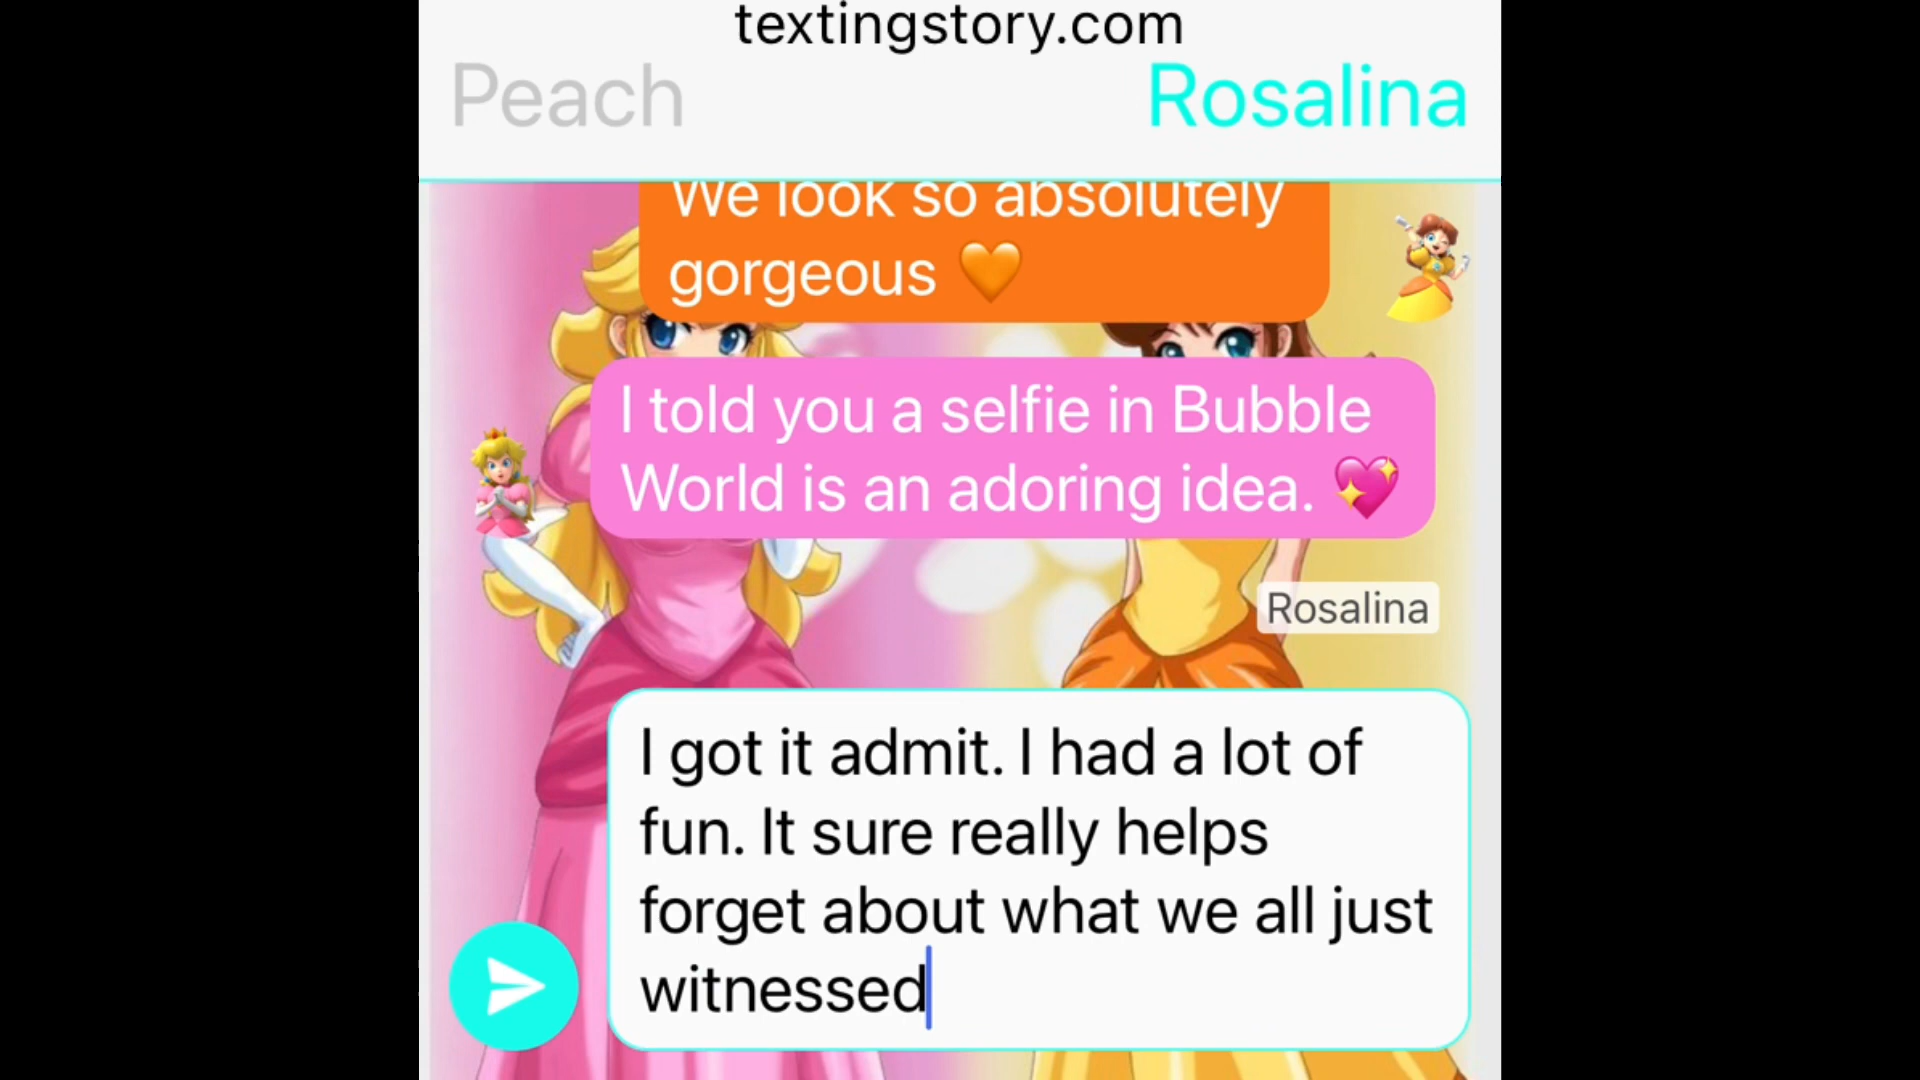 textingstory.com
Peach
Rosalina
We look so absolutely
gorgeous 🧡
I told you a selfie in Bubble
World is an adoring idea. 💖
Rosalina
I got it admit. I had a lot of
fun. It sure really helps
forget about what we all just
witnessed